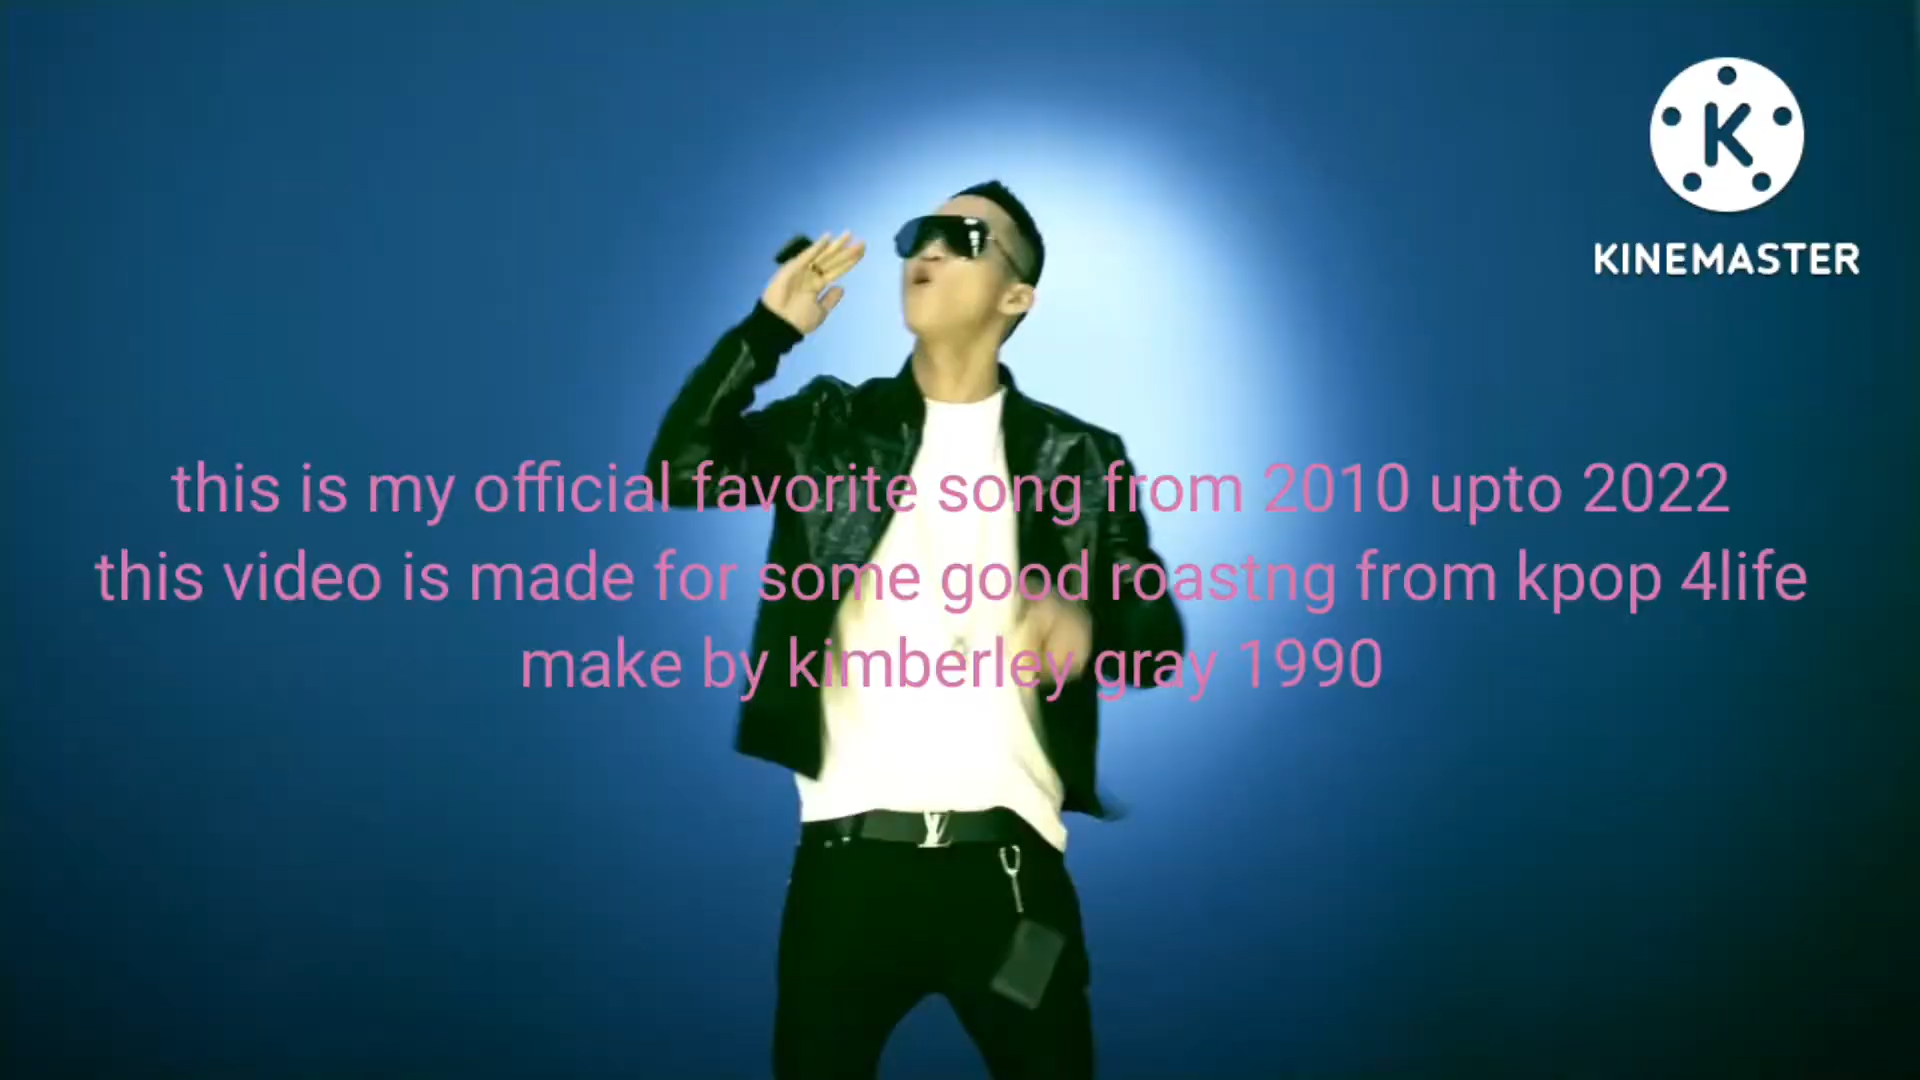 K
KINEMASTER
this is my official favorite song from 2010 upto 2022
this video is made for some good roastng from kpop 4life
make by kimberley gray 1990